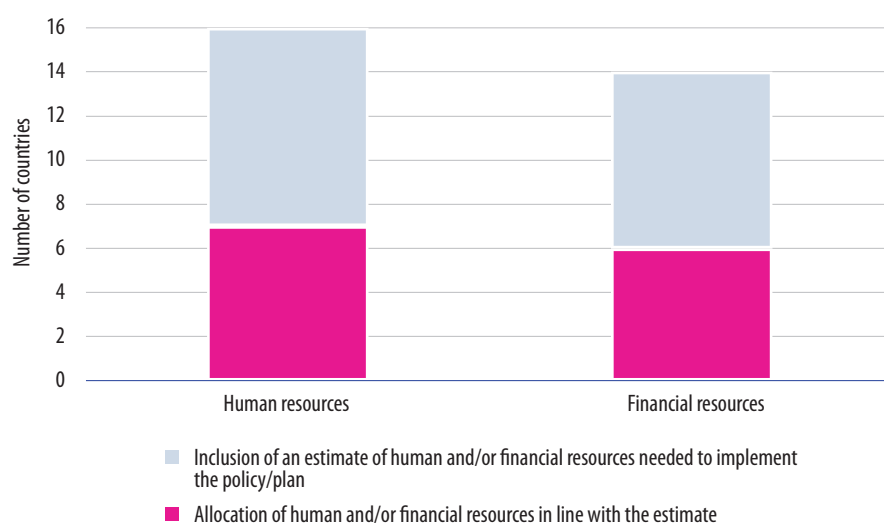 16
14
12
10
8
6
4
2
0
Number of countries
Human resources
Financial resources
Inclusion of an estimate of human and/or financial resources needed to implement
the policy/plan
Allocation of human and/or financial resources in line with the estimate